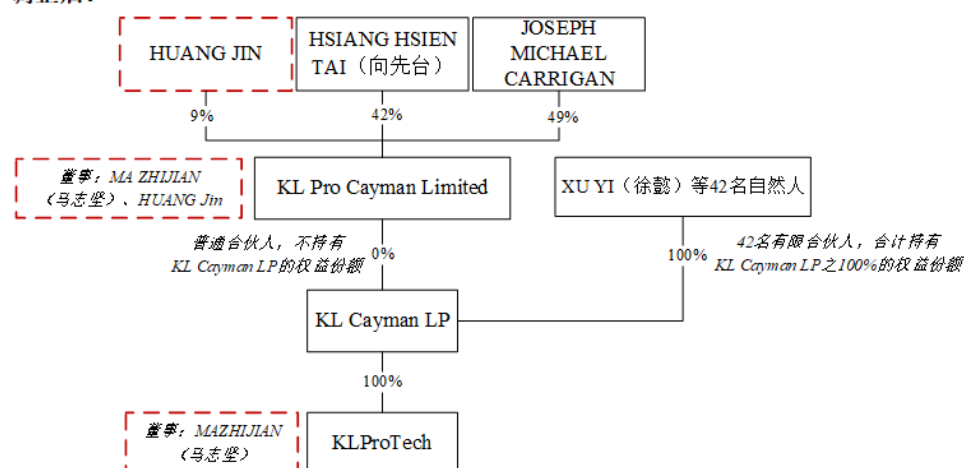 调整后：
HUANG JIN
HSIANG HSIEN
TAI（向先台）
JOSEPH
MICHAEL
CARRIGAN
9%
42%
49%
董事：MA ZHIJIAN
（马志坚）、HUANG Jin
KL Pro Cayman Limited
XU YI（徐懿）等42名自然人
普通合伙人，不持有
KL Cayman LP的权益份额
0%
100%
42名有限合伙人，合计持有
KL Cayman LP之100%的权益份额
KL Cayman LP
100%
董事：MAZHIJIAN
（马志坚）
KLProTech